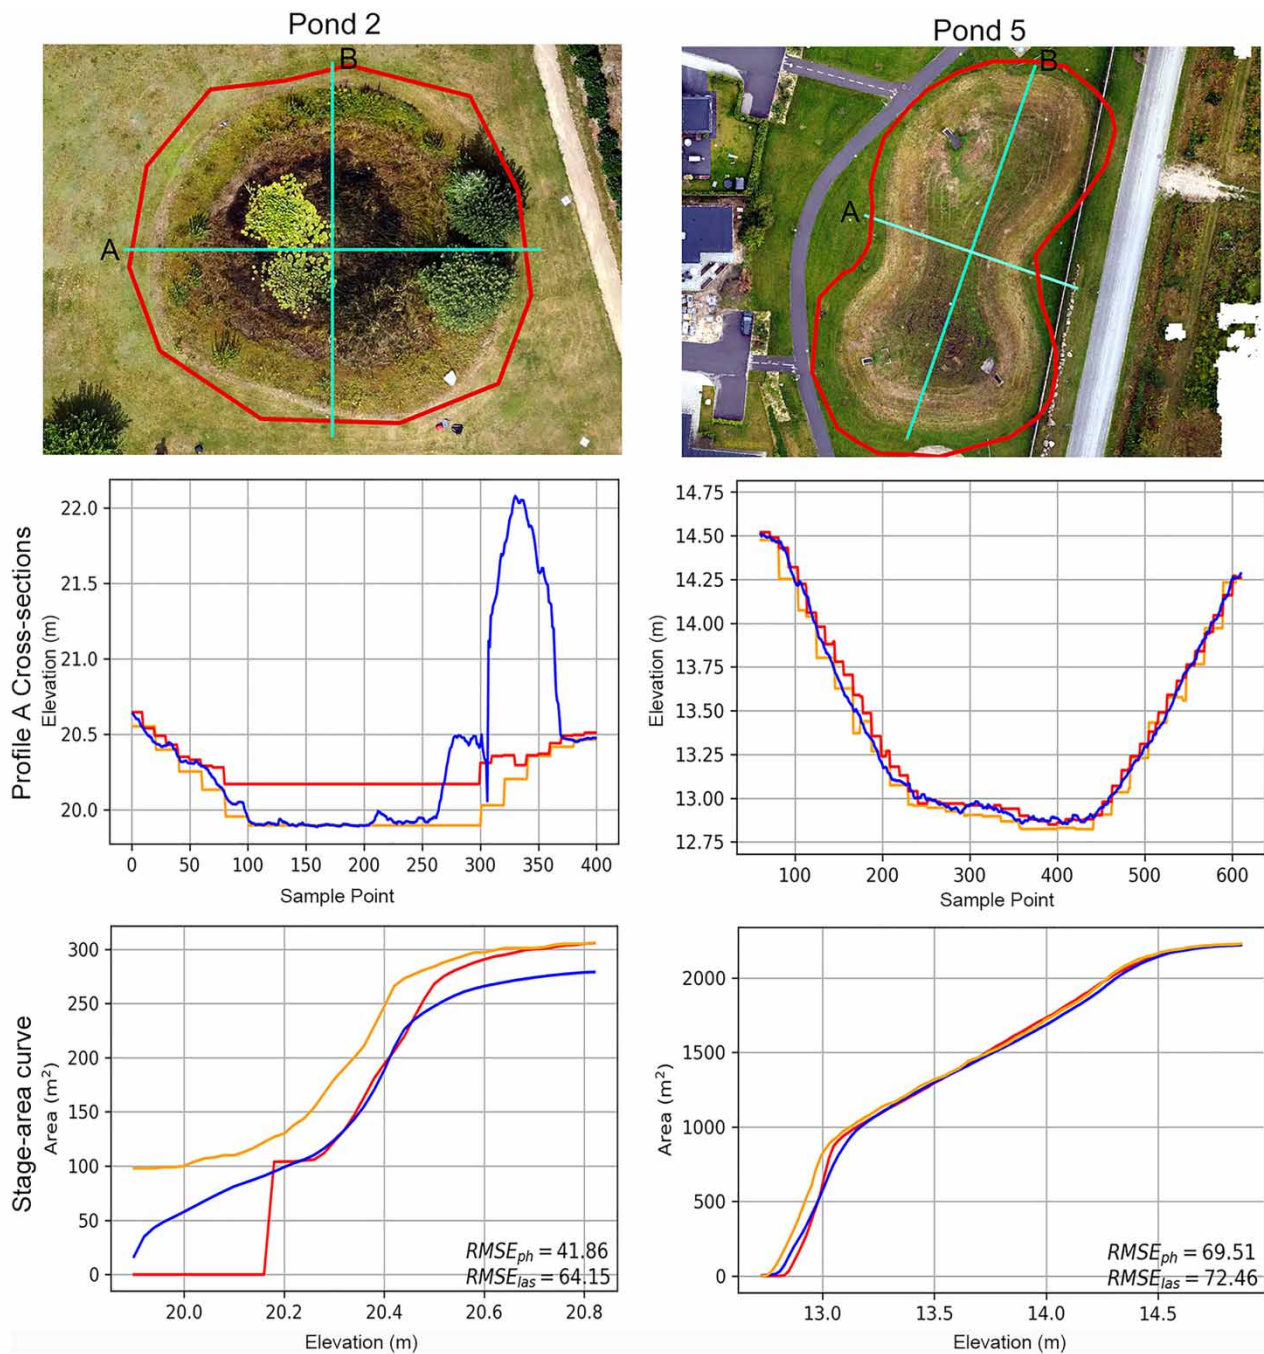 Pond 2
Pond 5
B
A
B
A
Profile A Cross-sections
Elevation (m)
22.0
21.5
21.0
20.5
20.0
0
50
100
150
200
250
300
350
400
Sample Point
Elevation (m)
14.75
14.50
14.25
14.00
13.75
13.50
13.25
13.00
12.75
100
200
300
400
500
600
Sample Point
Stage-area curve
Area (m²)
300
250
200
150
100
50
0
RMSE_ph = 41.86
RMSE_las = 64.15
20.0
20.2
20.4
20.6
20.8
Elevation (m)
Area (m²)
2000
1500
1000
500
0
RMSE_ph = 69.51
RMSE_las = 72.46
13.0
13.5
14.0
14.5
Elevation (m)